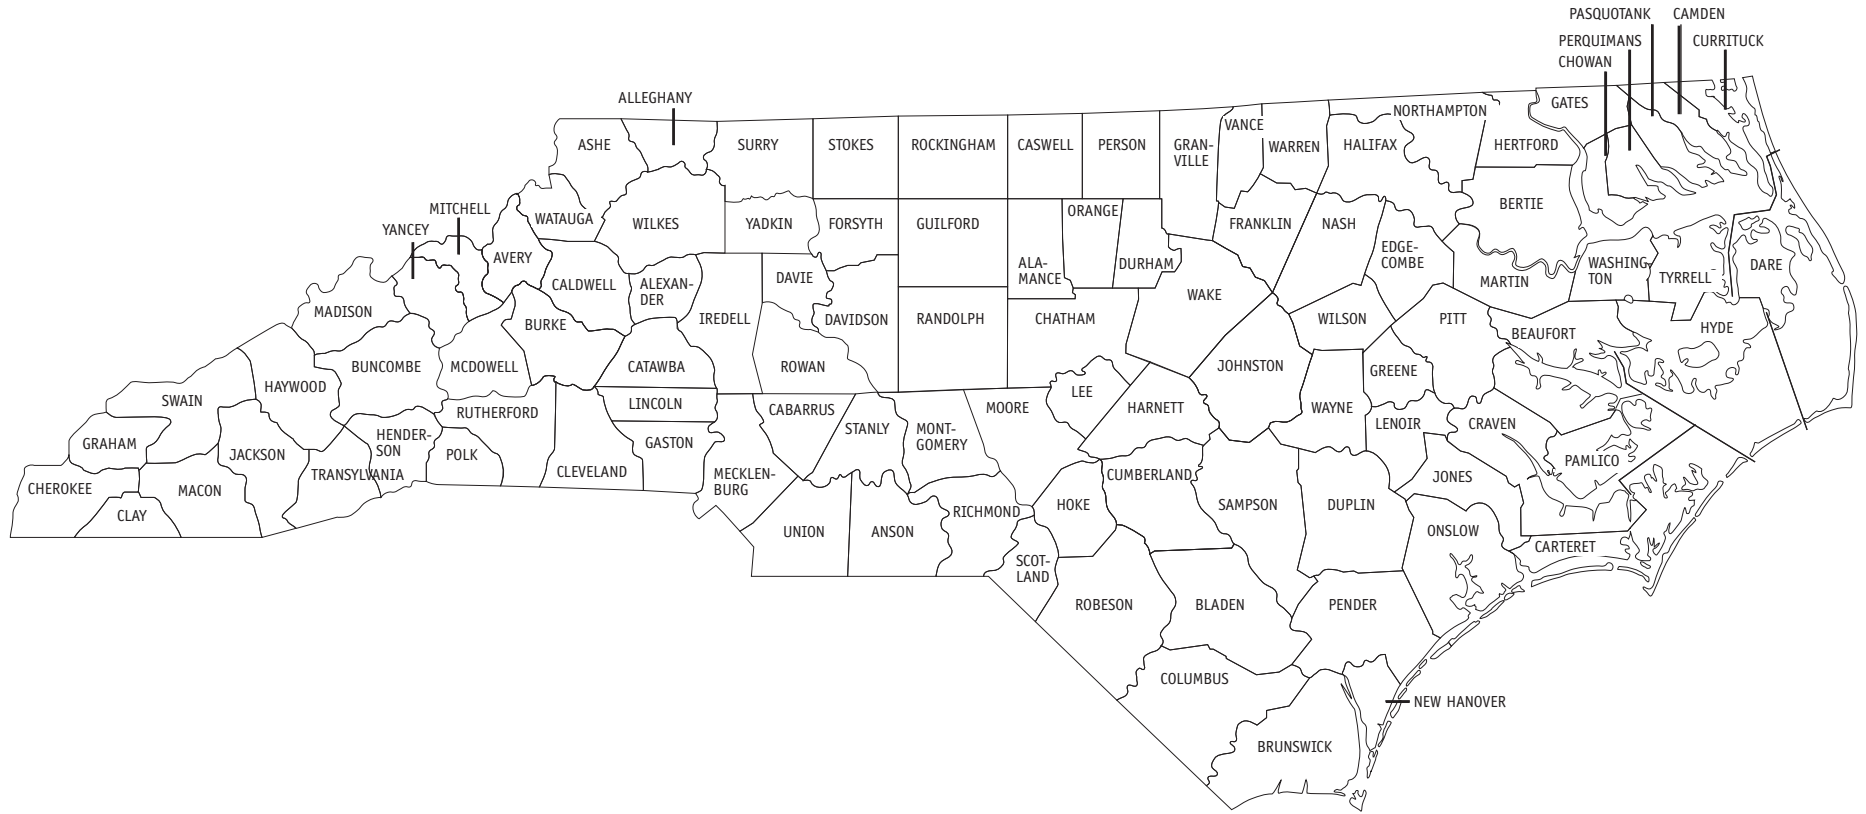 PASQUOTANK
CAMDEN
PERQUIMANS
CURRITUCK
CHOWAN
ALLEGHANY
GATES
NORTHAMPTON
VANCE
ASHE
SURRY
STOKES
ROCKINGHAM
CASWELL
PERSON
GRAN-
VILLE
WARREN
HALIFAX
HERTFORD
MITCHELL
YANCEY
WATAUGA
WILKES
YADKIN
FORSYTH
GUILFORD
ORANGE
FRANKLIN
NASH
BERTIE
AVERY
CALDWELL
ALEXAN-
DER
DAVIE
ALA-
MANCE
DURHAM
EDGE-
COMBE
MARTIN
WASHING
TON
TYRRELL-
DARE
MADISON
BURKE
IREDELL
DAVIDSON
RANDOLPH
CHATHAM
WAKE
WILSON
PITT
BEAUFORT
HYDE
BUNCOMBE
MCDOWELL
CATAWBA
ROWAN
JOHNSTON
GREENE
HAYWOOD
SWAIN
RUTHERFORD
LINCOLN
CABARRUS
STANLY
MONT-
GOMERY
MOORE
LEE
HARNETT
WAYNE
LENOIR
CRAVEN
GRAHAM
JACKSON
HENDER-
SON
TRANSYLVANIA
POLK
CLEVELAND
GASTON
MECKLEN-
BURG
CUMBERLAND
JONES
PAMLICO
CHEROKEE
MACON
CLAY
UNION
ANSON
RICHMOND
HOKE
SAMPSON
DUPLIN
ONSLOW
CARTERET
SCOT-
LAND
ROBESON
BLADEN
PENDER
COLUMBUS
NEW HANOVER
BRUNSWICK